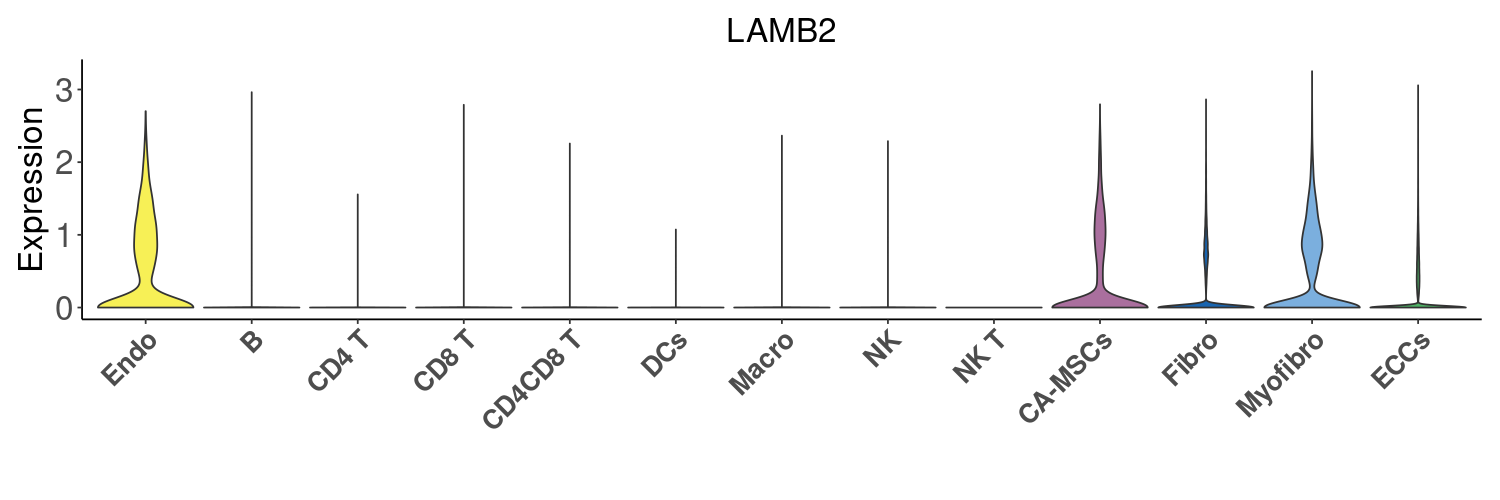 LAMB2
Expression
3
2
1
0
Endo
B
CD4 T
CD8 T
CD4CD8 T
DCs
Macro
NK
NK T
CA-MSCs
Fibro
Myofibro
ECCs